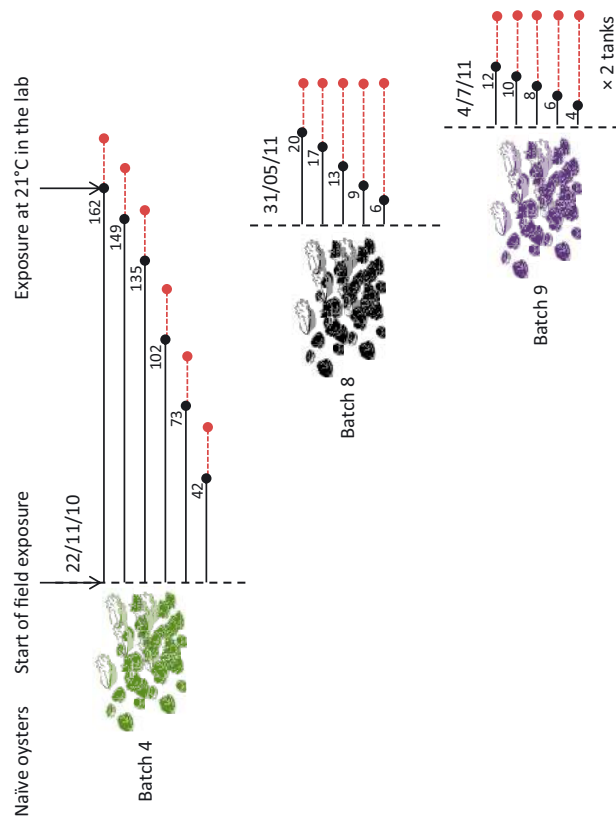 Naïve oysters
Start of field exposure
Exposure at 21°C in the lab
22/11/10
162
149
135
102
73
42
Batch 4
31/05/11
20
17
13
9
6
Batch 8
4/7/11
12
10
8
6
4
Batch 9
× 2 tanks